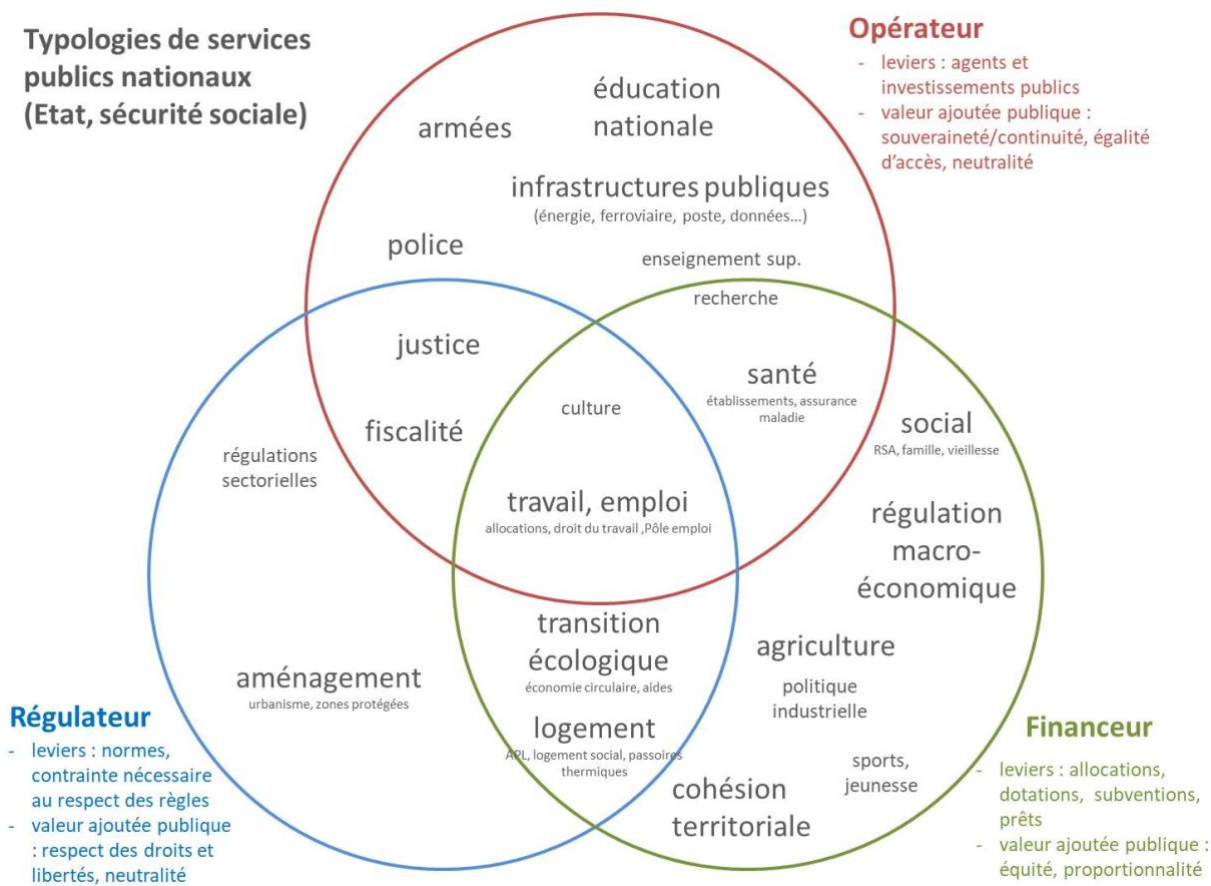 Typologies de services
publics nationaux
(Etat, sécurité sociale)
Opérateur
- leviers : agents et
investissements publics
- valeur ajoutée publique :
souveraineté/continuité, égalité
d'accès, neutralité
éducation
nationale
armées
infrastructures publiques
(énergie, ferroviaire, poste, données...)
police
enseignement sup.
recherche
justice
santé
établissements, assurance
maladie
culture
social
RSA, famille, vieillesse
fiscalité
régulations
sectorielles
travail, emploi
allocations, droit du travail ,Pôle emploi
régulation
macro-
économique
transition
écologique
économie circulaire, aides
agriculture
politique
industrielle
aménagement
urbanisme, zones protégées
logement
APL, logement social, passoires
thermiques
sports,
jeunesse
cohésion
territoriale
Régulateur
- leviers : normes,
contrainte nécessaire
au respect des règles
- valeur ajoutée publique
: respect des droits et
libertés, neutralité
Financeur
- leviers : allocations,
dotations, subventions,
prêts
- valeur ajoutée publique :
équité, proportionnalité